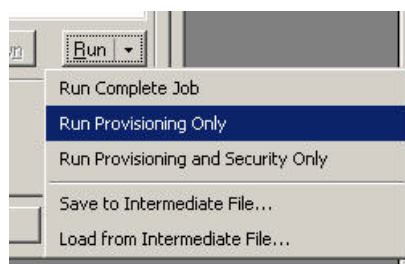 Run
Run Complete Job
Run Provisioning Only
Run Provisioning and Security Only
Save to Intermediate File...
Load from Intermediate File...